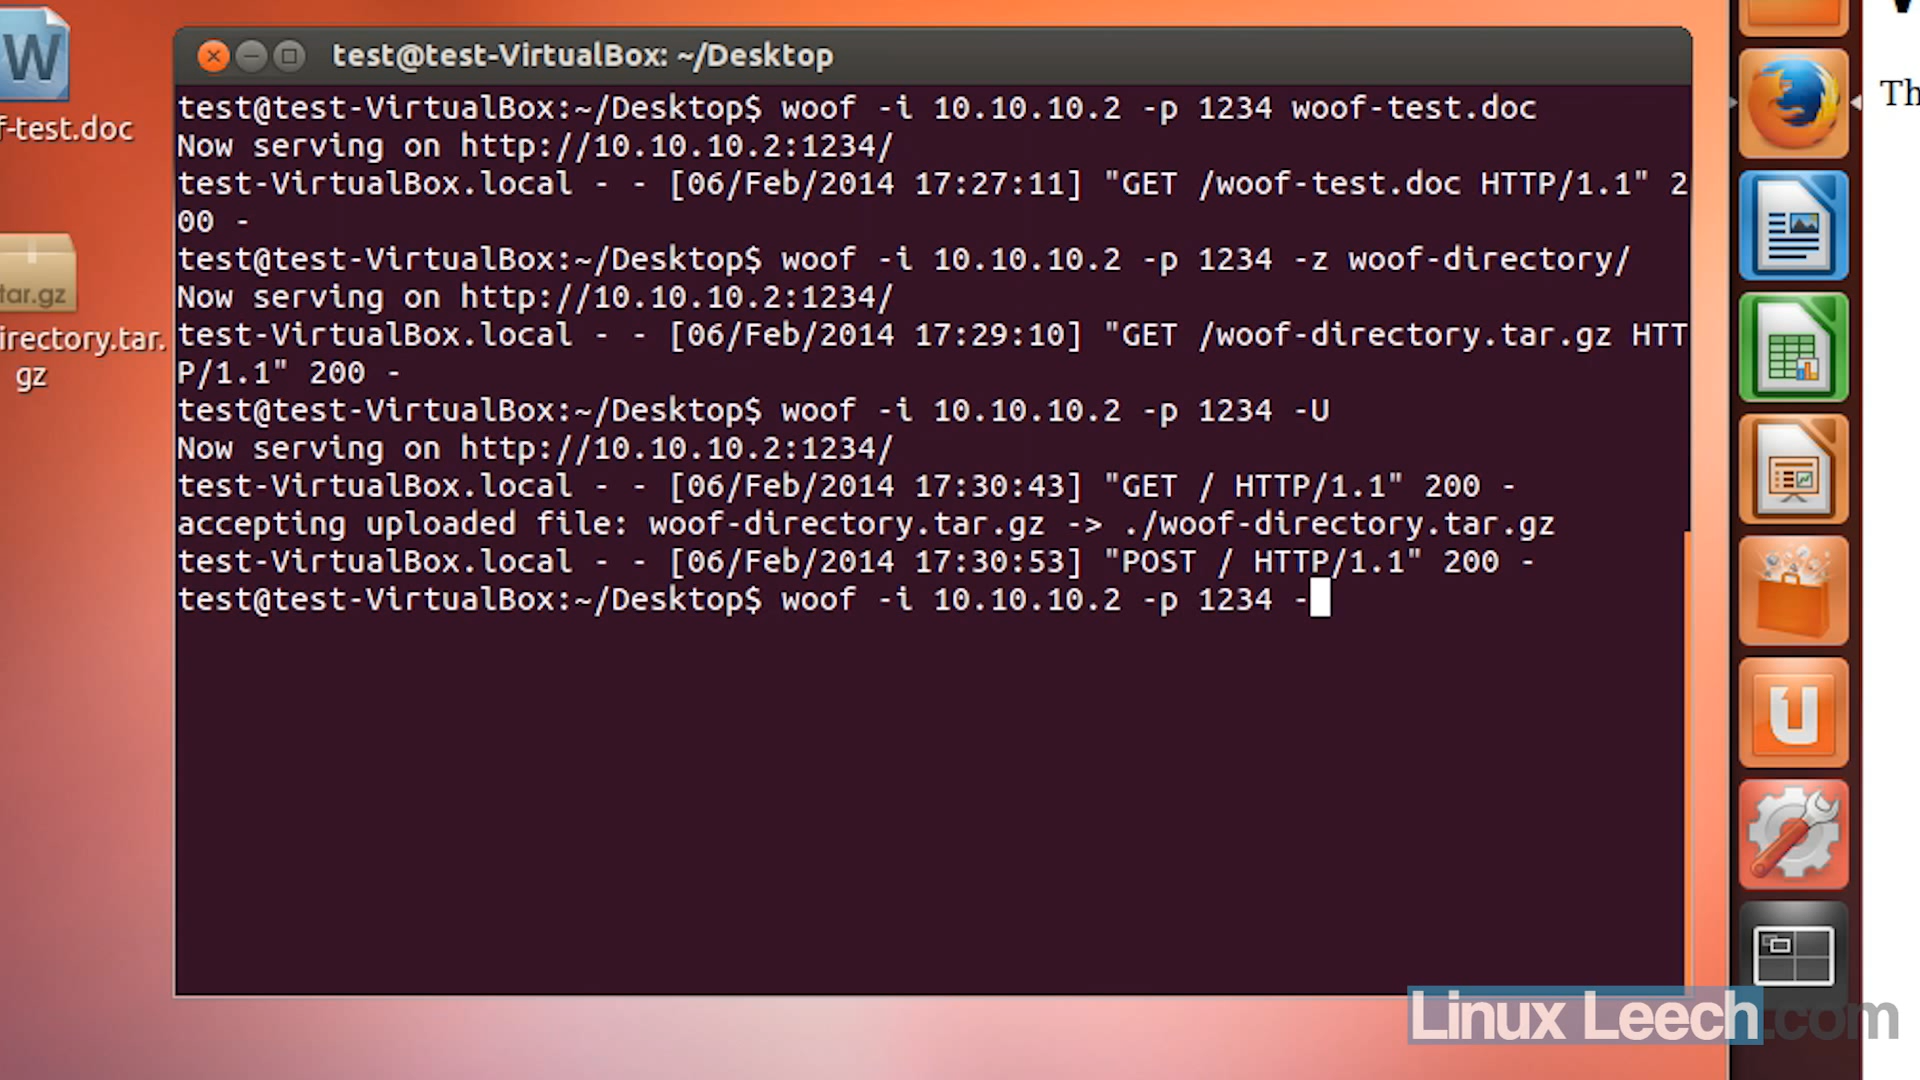 test@test-VirtualBox: ~/Desktop
test@test-VirtualBox:~/Desktop$ woof -i 10.10.10.2 -p 1234 woof-test.doc
Now serving on http://10.10.10.2:1234/
test-VirtualBox.local - - [06/Feb/2014 17:27:11] "GET /woof-test.doc HTTP/1.1" 2
00 -
test@test-VirtualBox:~/Desktop$ woof -i 10.10.10.2 -p 1234 -z woof-directory/
Now serving on http://10.10.10.2:1234/
test-VirtualBox.local - - [06/Feb/2014 17:29:10] "GET /woof-directory.tar.gz HTT
P/1.1" 200 -
test@test-VirtualBox:~/Desktop$ woof -i 10.10.10.2 -p 1234 -U
Now serving on http://10.10.10.2:1234/
test-VirtualBox.local - - [06/Feb/2014 17:30:43] "GET / HTTP/1.1" 200 -
accepting uploaded file: woof-directory.tar.gz -> ./woof-directory.tar.gz
test-VirtualBox.local - - [06/Feb/2014 17:30:53] "POST / HTTP/1.1" 200 -
test@test-VirtualBox:~/Desktop$ woof -i 10.10.10.2 -p 1234 -
W
f-test.doc
tar.gz
irectory.tar.
gz
Th
Linux Leech.com